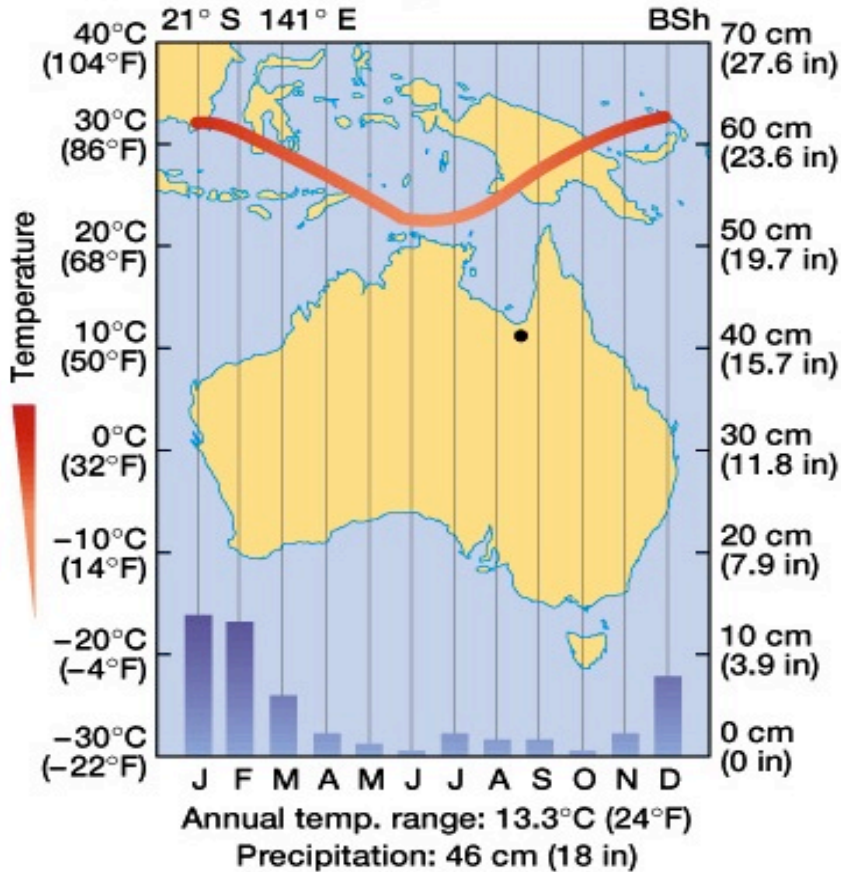 21° S 141° E BSh
40°C
(104°F)
30°C
(86°F)
20°C
(68°F)
10°C
(50°F)
0°C
(32°F)
−10°C
(14°F)
−20°C
(−4°F)
−30°C
(−22°F)
Temperature
70 cm
(27.6 in)
60 cm
(23.6 in)
50 cm
(19.7 in)
40 cm
(15.7 in)
30 cm
(11.8 in)
20 cm
(7.9 in)
10 cm
(3.9 in)
0 cm
(0 in)
J F M A M J J A S O N D
Annual temp. range: 13.3°C (24°F)
Precipitation: 46 cm (18 in)